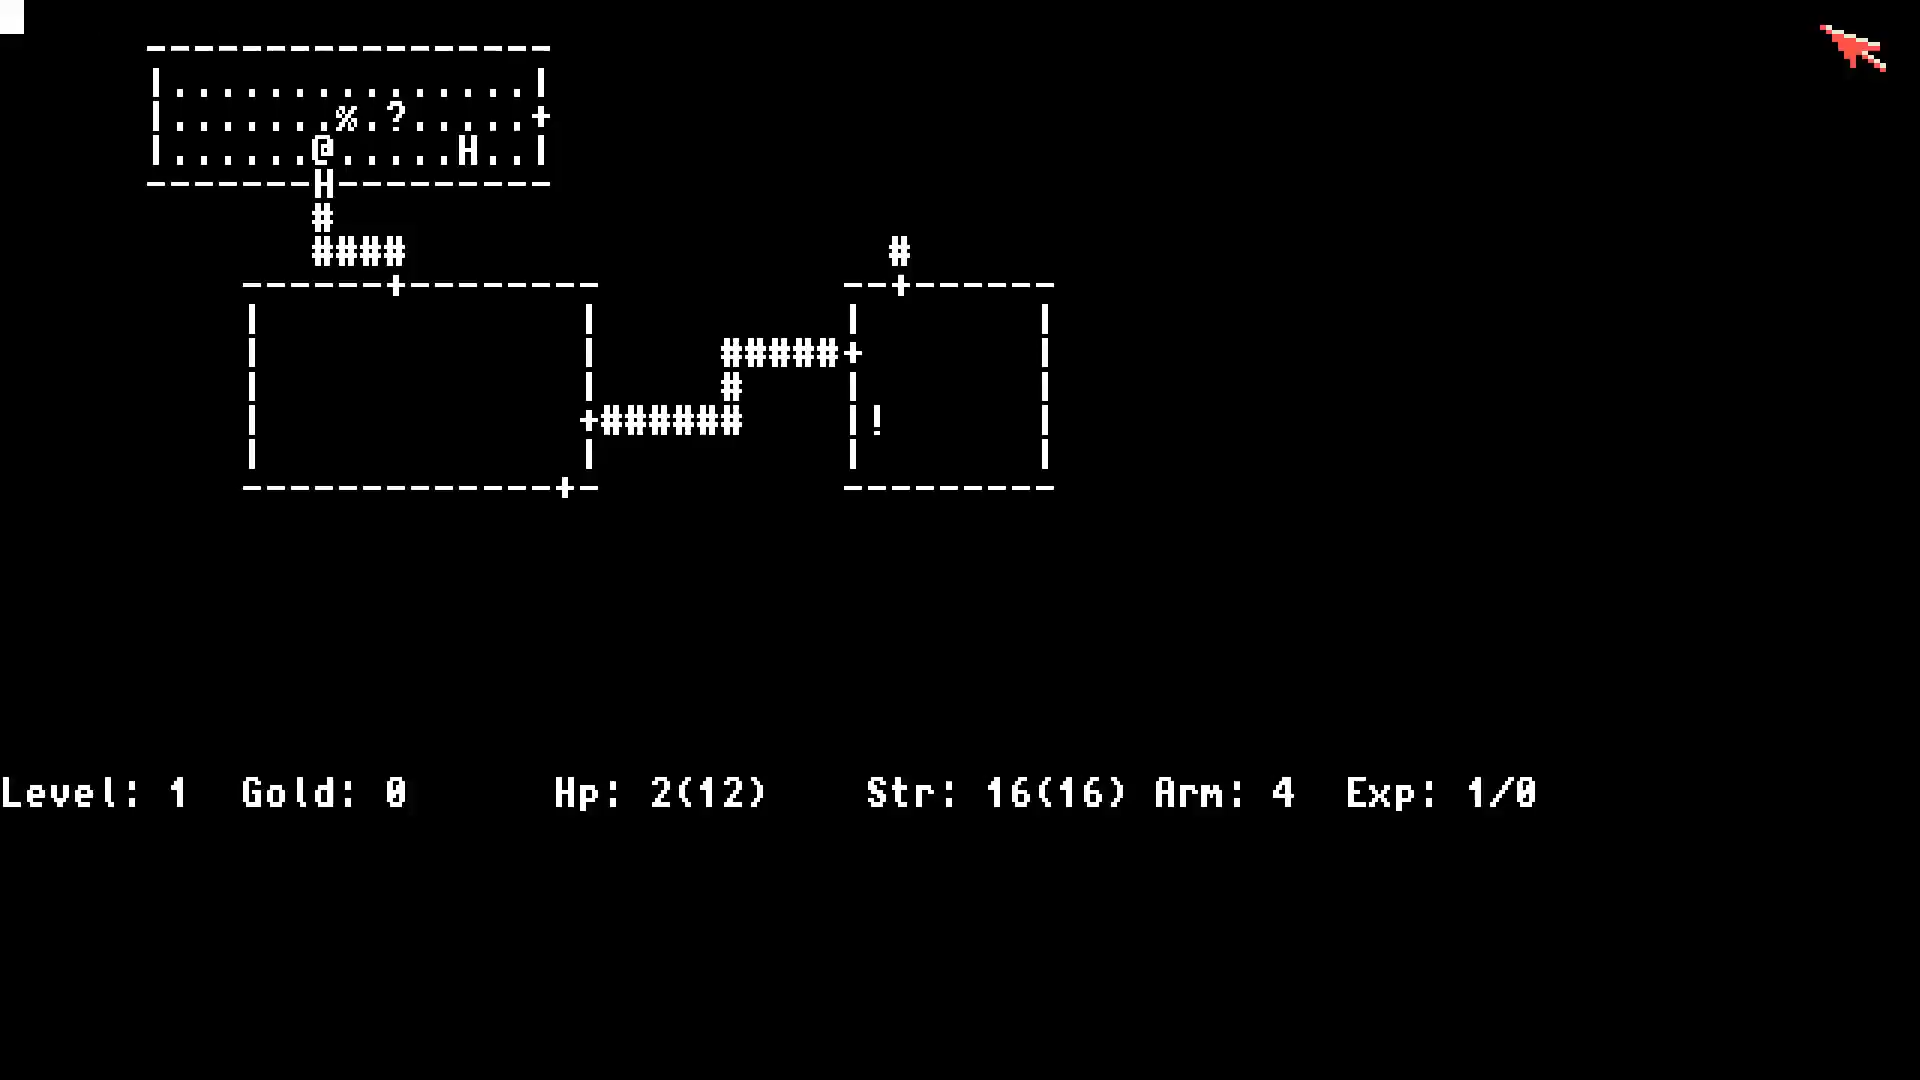 -----------------
|...............|
|.......%.?.....+
|......@.....H..|
-------H---------
#
#### #
------+-------- --+------
| | | |
| | #####+ |
| | # | |
| +###### |! |
| | | |
-------------+- ---------
Level: 1 Gold: 0 Hp: 2(12) Str: 16(16) Arm: 4 Exp: 1/0